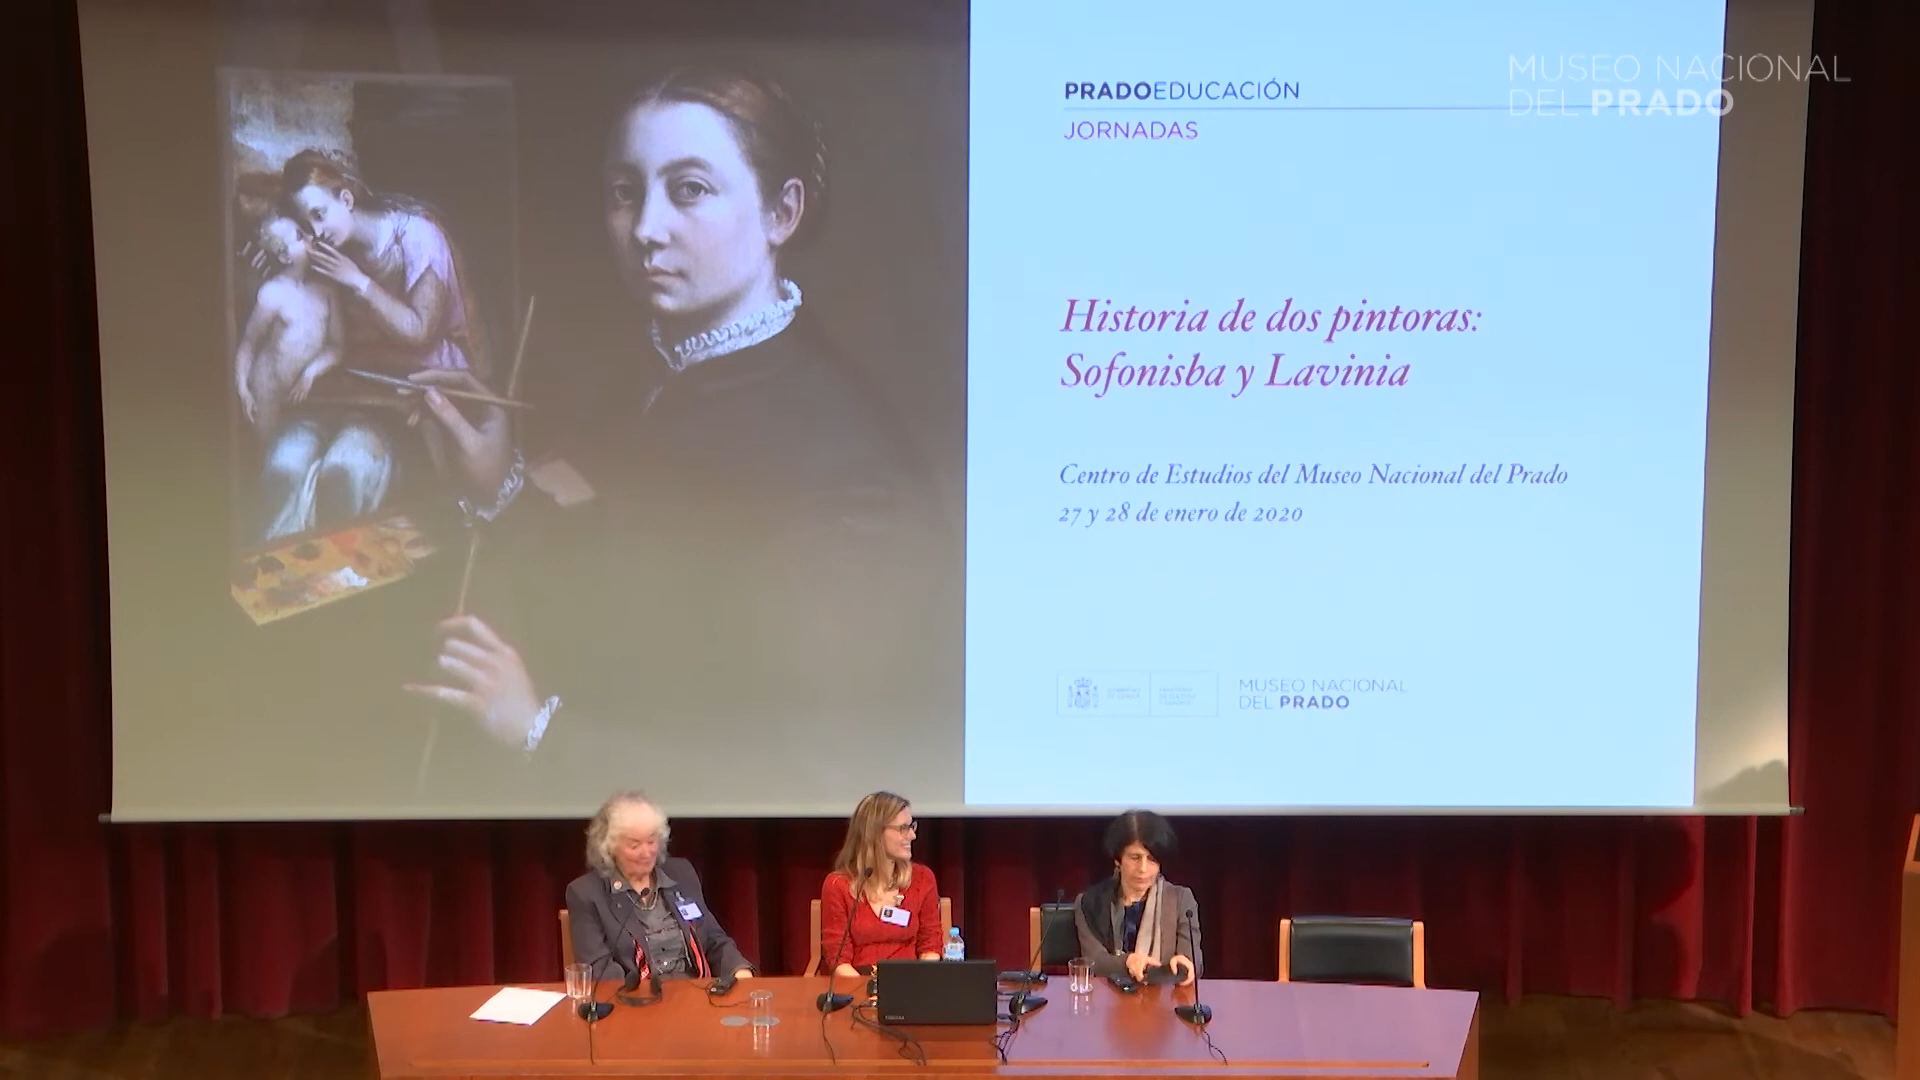 PRADOEDUCACIÓN
JORNADAS
MUSEO NACIONAL
DEL PRADO
Historia de dos pintoras:
Sofonisba y Lavinia
Centro de Estudios del Museo Nacional del Prado
27 y 28 de enero de 2020
MUSEO NACIONAL
DEL PRADO